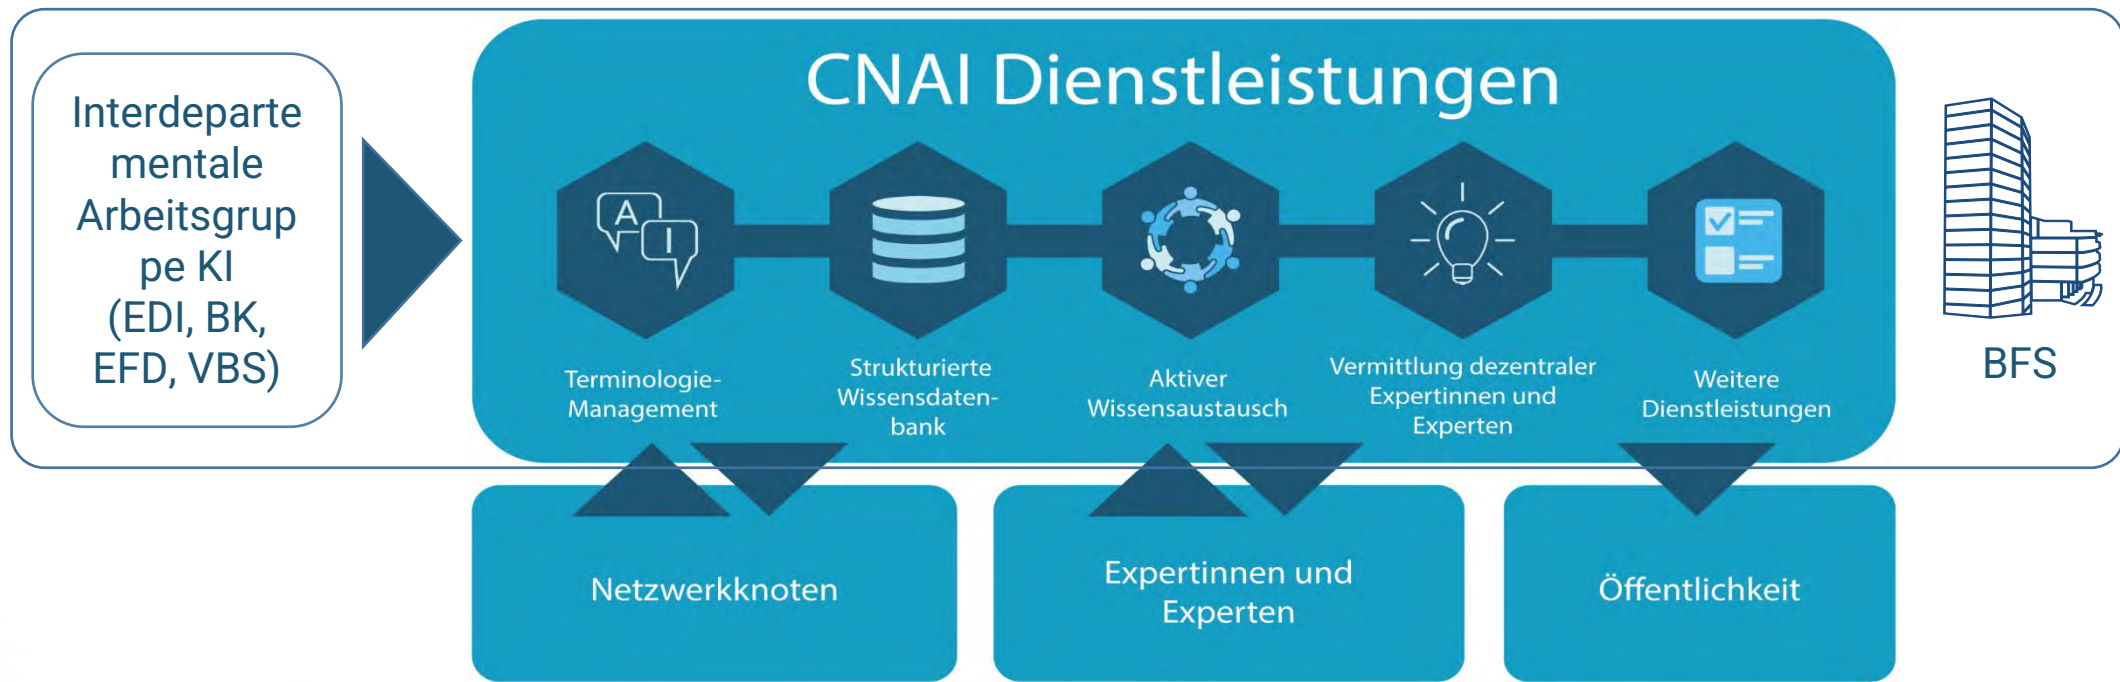 Interdeparte
mentale
Arbeitsgrup
pe KI
(EDI, BK,
EFD, VBS)
CNAI Dienstleistungen
A
I
Terminologie-
Management
Strukturierte
Wissensdaten-
bank
Aktiver
Wissensaustausch
Vermittlung dezentraler
Expertinnen und
Experten
Weitere
Dienstleistungen
BFS
Netzwerkknoten
Expertinnen und
Experten
Öffentlichkeit